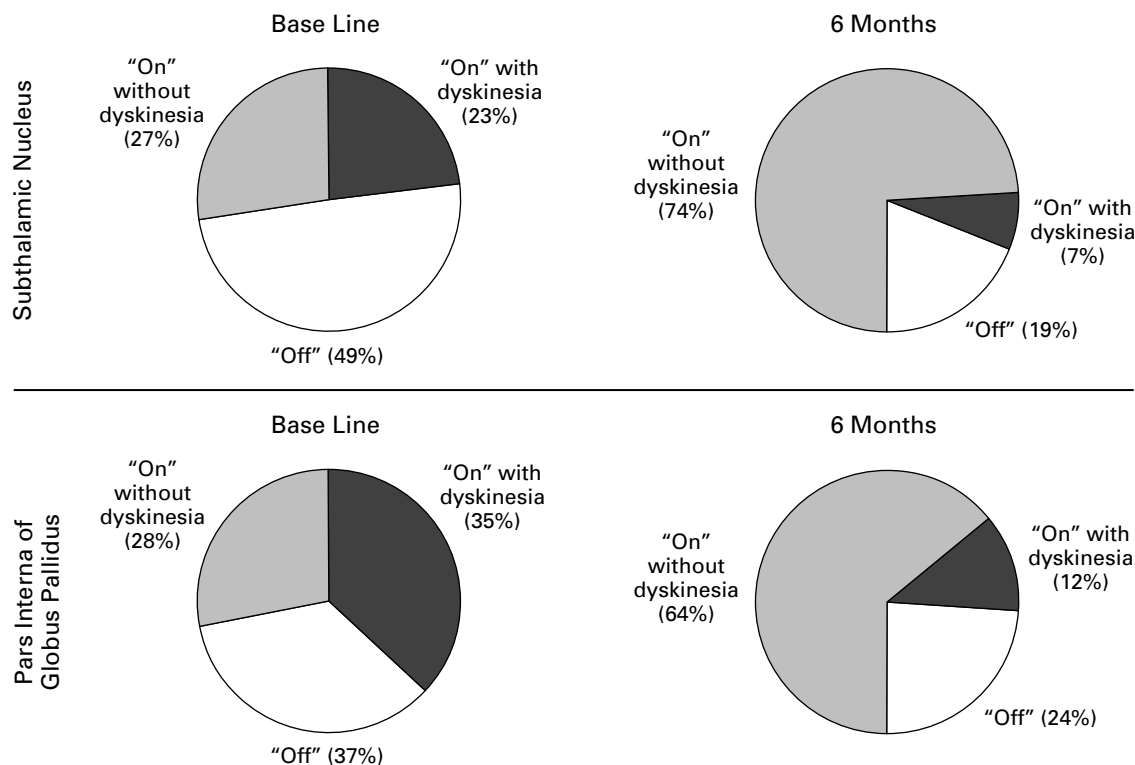 Base Line
6 Months
Subthalamic Nucleus
“On”
without
dyskinesia
(27%)
“On” with
dyskinesia
(23%)
“Off” (49%)
“On”
without
dyskinesia
(74%)
“On” with
dyskinesia
(7%)
“Off” (19%)
Base Line
6 Months
Pars Interna of
Globus Pallidus
“On”
without
dyskinesia
(28%)
“On” with
dyskinesia
(35%)
“Off” (37%)
“On”
without
dyskinesia
(64%)
“On” with
dyskinesia
(12%)
“Off” (24%)